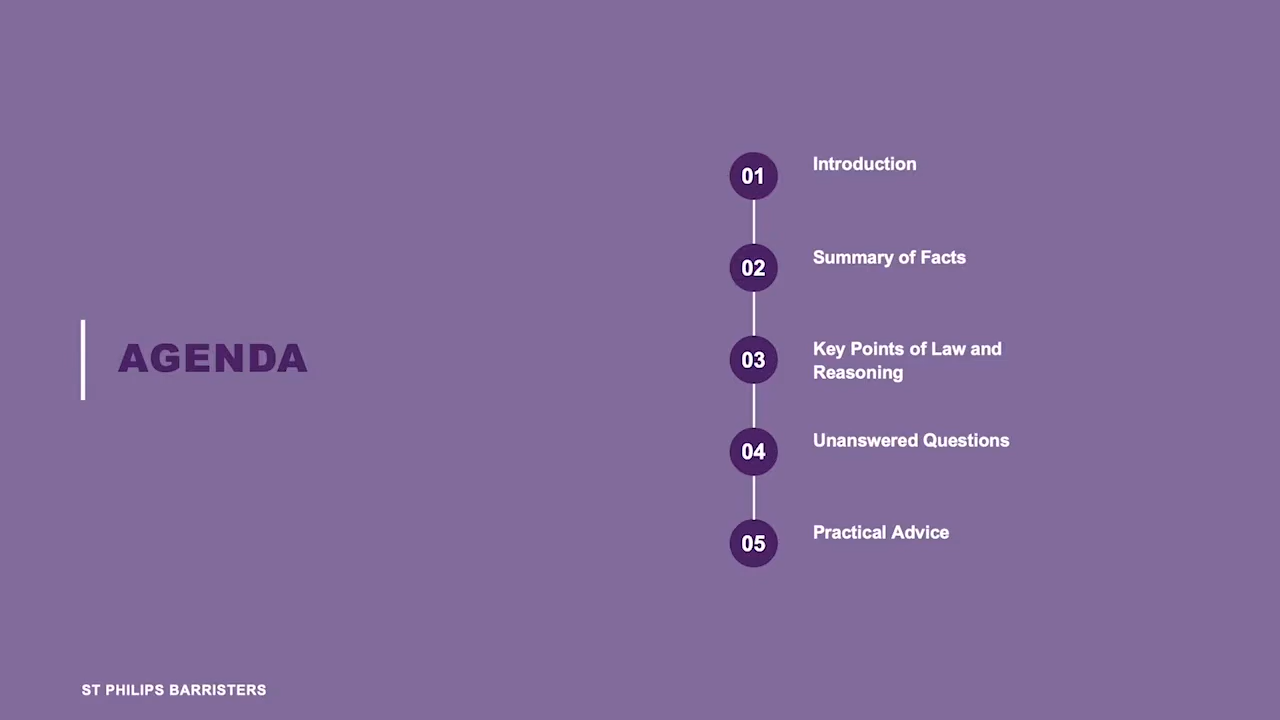 AGENDA
01
Introduction
02
Summary of Facts
03
Key Points of Law and
Reasoning
04
Unanswered Questions
05
Practical Advice
ST PHILIPS BARRISTERS